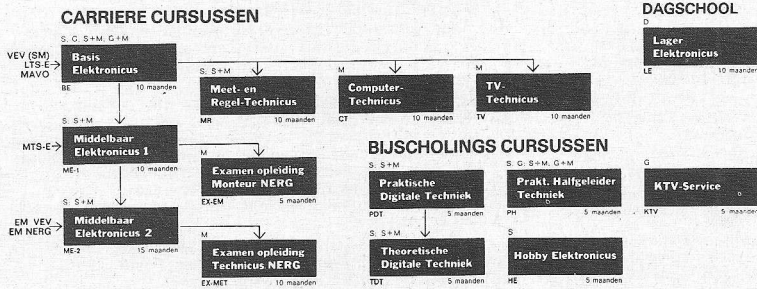 CARRIERE CURSUSSEN
DAGSCHOOL
S. G. S+M. G+M
VEV (SM)
LTS-E
MAVO
Basis
Elektronicus
BE 10 maanden
D
Lager
Elektronicus
LE 10 maanden
S. S+M
Meet- en
Regel-Technicus
MR 10 maanden
M
Computer-
Technicus
CT 10 maanden
M
TV-
Technicus
TV 10 maanden
S. S+M
MTS-E
Middelbaar
Elektronicus 1
ME-1 10 maanden
M
Examen opleiding
Monteur NERG
EX-EM 5 maanden
S. S+M
EM VEV
EM NERG
Middelbaar
Elektronicus 2
ME-2 15 maanden
M
Examen opleiding
Technicus NERG
EX-MET 10 maanden
BIJSCHOLINGS CURSUSSEN
S. S+M
Praktische
Digitale Techniek
PDT 5 maanden
S. G. S+M. G+M
Prakt. Halfgeleider
Techniek
PH 5 maanden
G
KTV-Service
KTV 5 maanden
S. S+M
Theoretische
Digitale Techniek
TDT 5 maanden
S
Hobby Elektronicus
HE 5 maanden